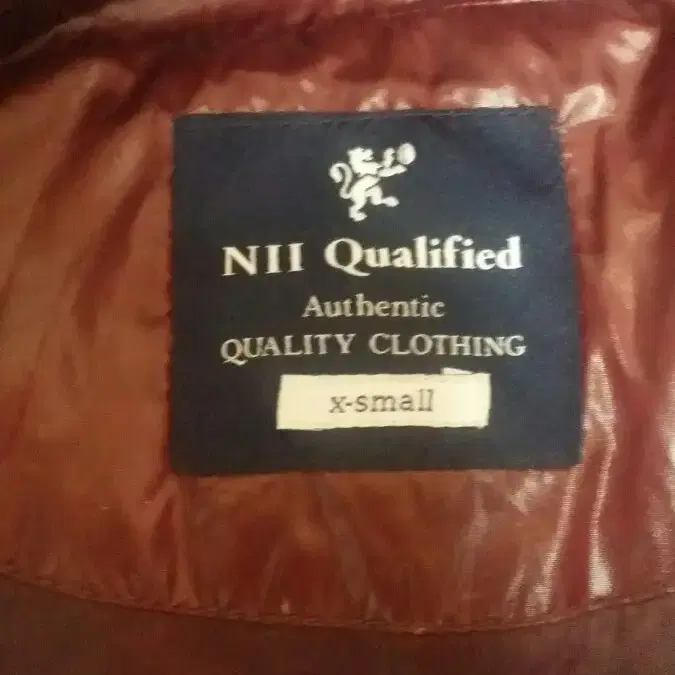 NII Qualified
Authentic
QUALITY CLOTHING
x-small